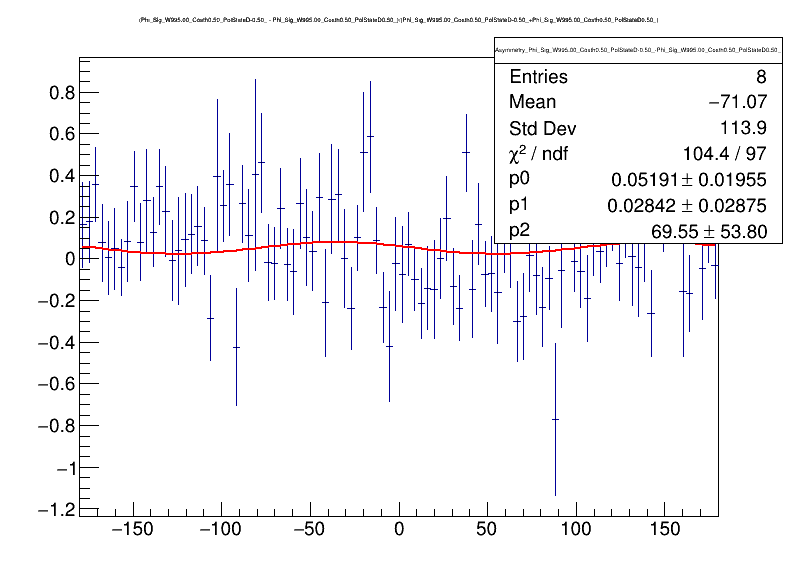 (Phi_Sig_W995.00_Costh0.50_PolStateD-0.50_ - Phi_Sig_W995.00_Costh0.50_PolStateD0.50_)/(Phi_Sig_W995.00_Costh0.50_PolStateD-0.50_+Phi_Sig_W995.00_Costh0.50_PolStateD0.50_)
Asymmetry_Phi_Sig_W995.00_Costh0.50_PolStateD-0.50_-Phi_Sig_W995.00_Costh0.50_PolStateD0.50_
Entries 8
Mean −71.07
Std Dev 113.9
χ² / ndf 104.4 / 97
p0 0.05191 ± 0.01955
p1 0.02842 ± 0.02875
p2 69.55 ± 53.80
0.8
0.6
0.4
0.2
0
−0.2
−0.4
−0.6
−0.8
−1
−1.2
−150 −100 −50 0 50 100 150